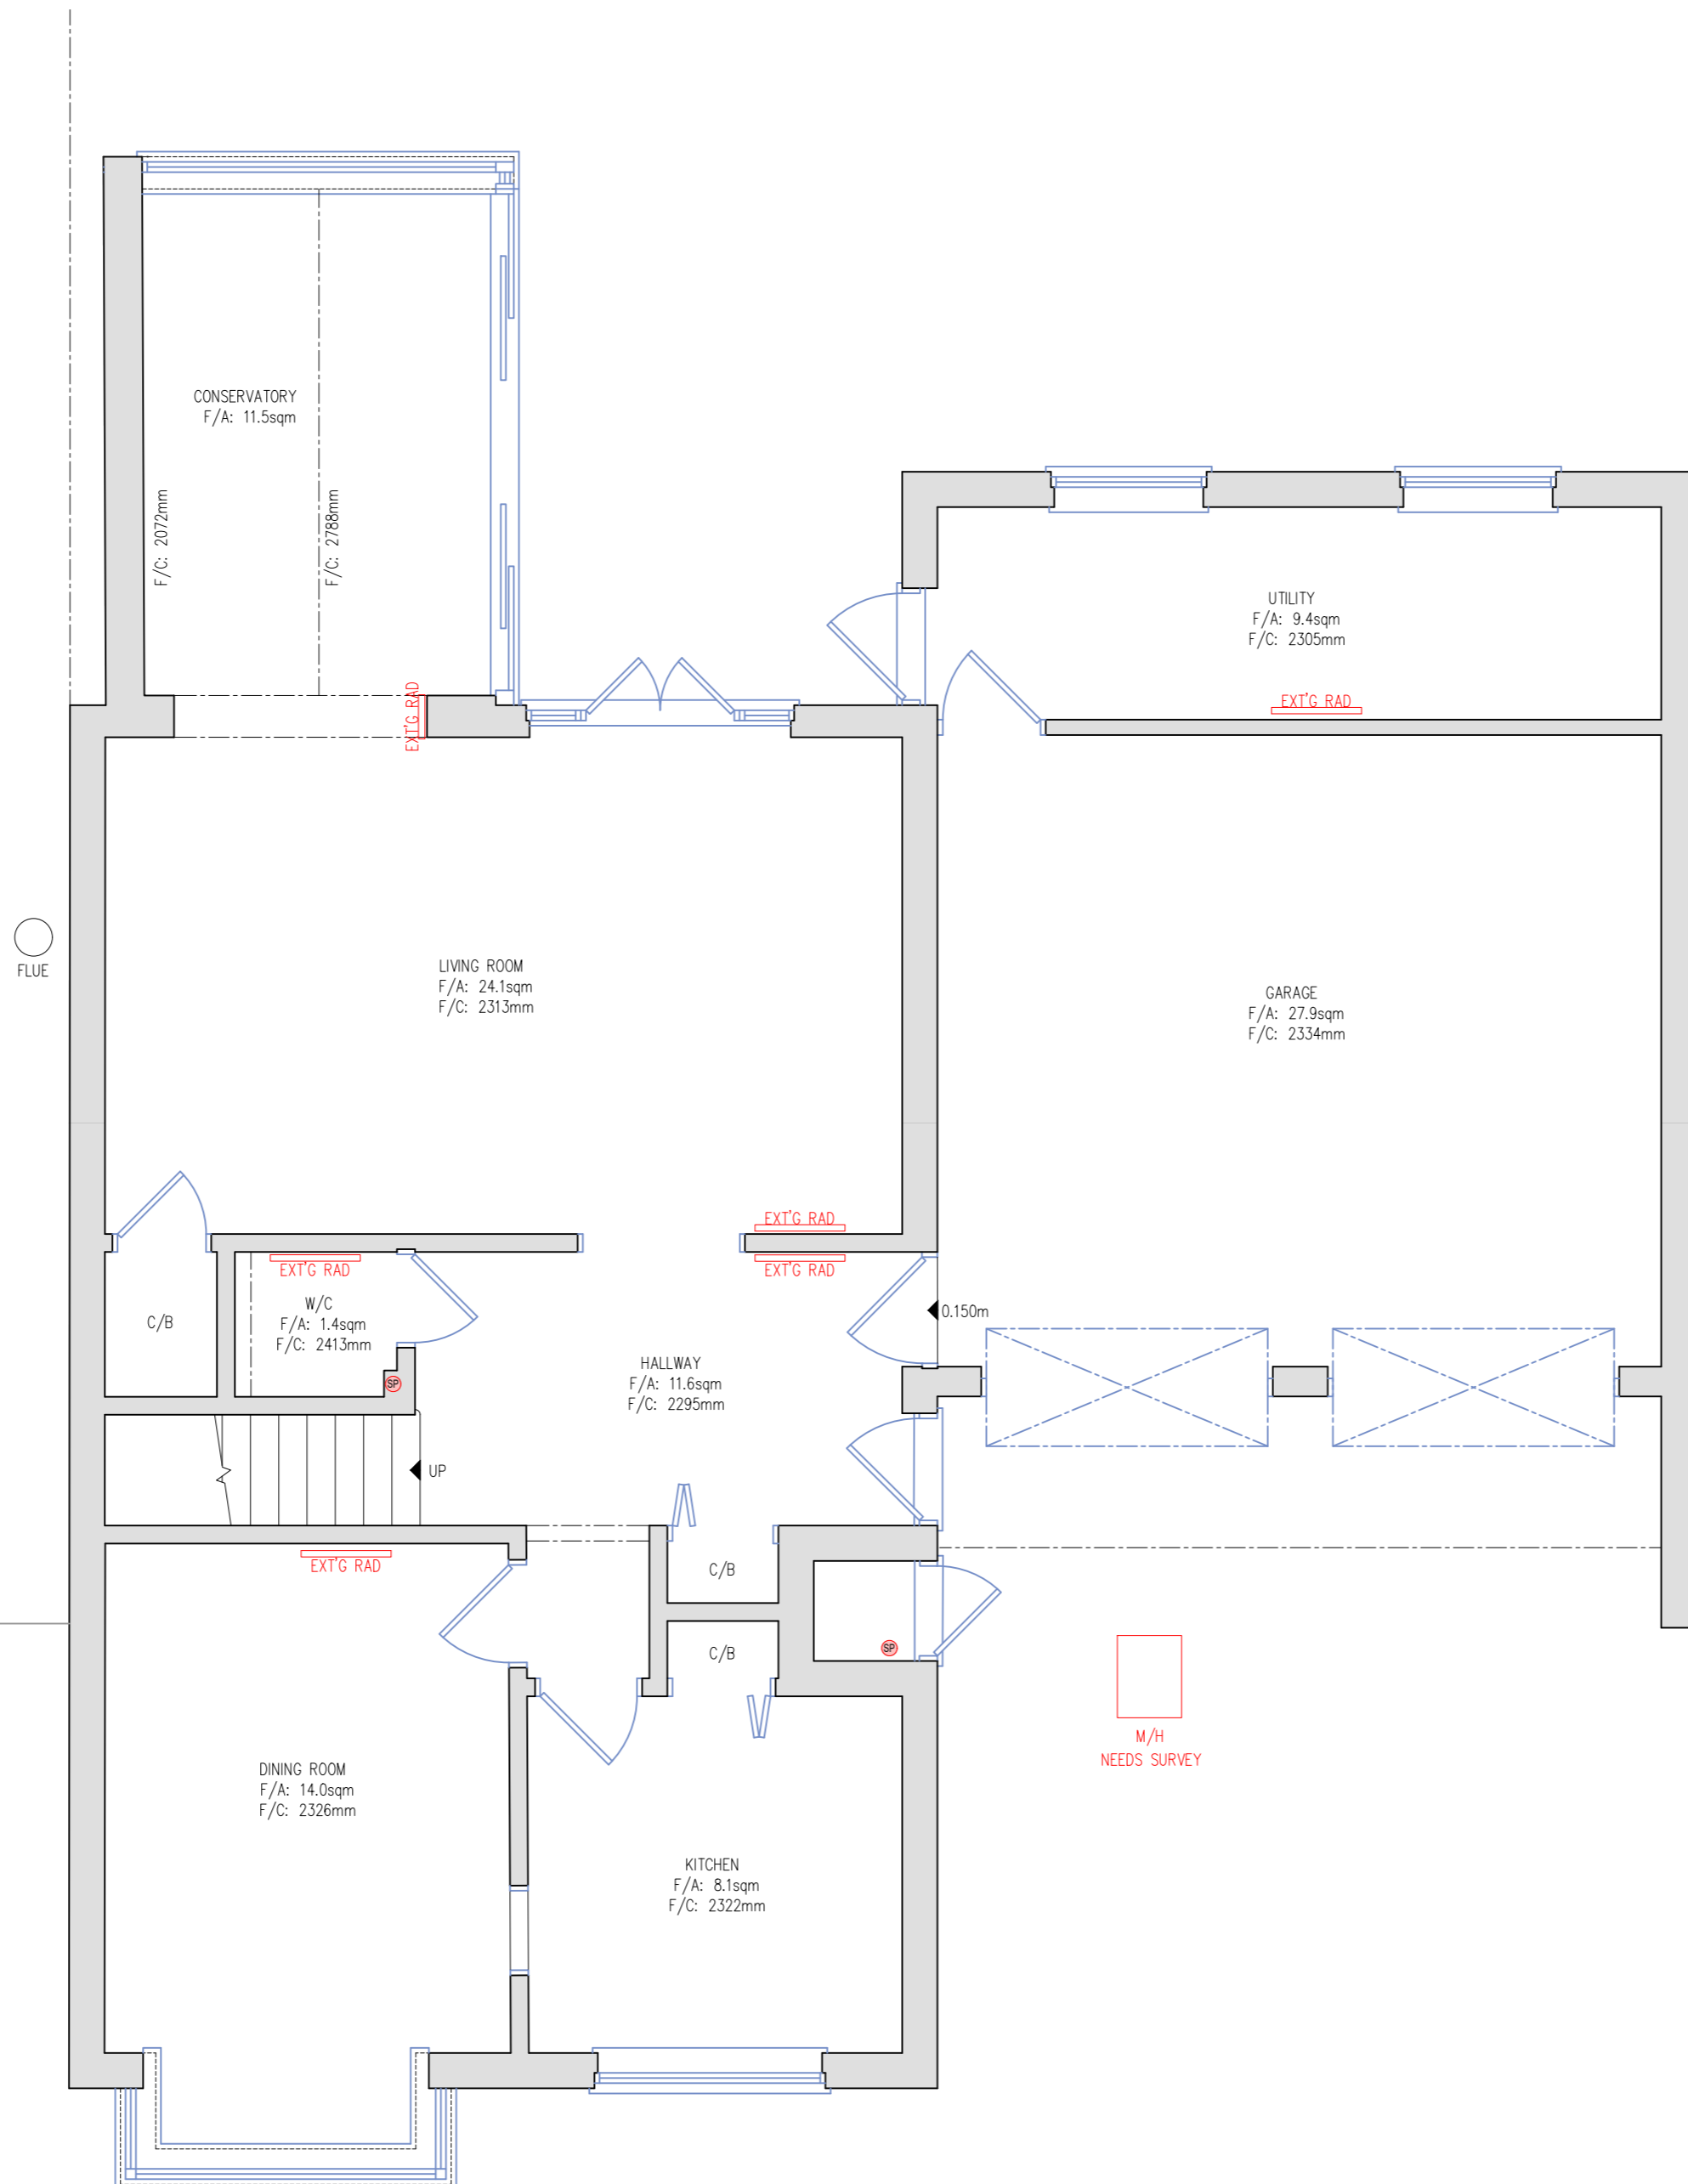 CONSERVATORY
F/A: 11.5sqm
F/C: 2072mm
F/C: 2788mm
UTILITY
F/A: 9.4sqm
F/C: 2305mm
EXT'G RAD
EXT'G RAD
FLUE
LIVING ROOM
F/A: 24.1sqm
F/C: 2313mm
GARAGE
F/A: 27.9sqm
F/C: 2334mm
EXT'G RAD
EXT'G RAD
EXT'G RAD
W/C
F/A: 1.4sqm
F/C: 2413mm
C/B
0.150m
SP
HALLWAY
F/A: 11.6sqm
F/C: 2295mm
UP
EXT'G RAD
C/B
C/B
SP
M/H
NEEDS SURVEY
DINING ROOM
F/A: 14.0sqm
F/C: 2326mm
KITCHEN
F/A: 8.1sqm
F/C: 2322mm